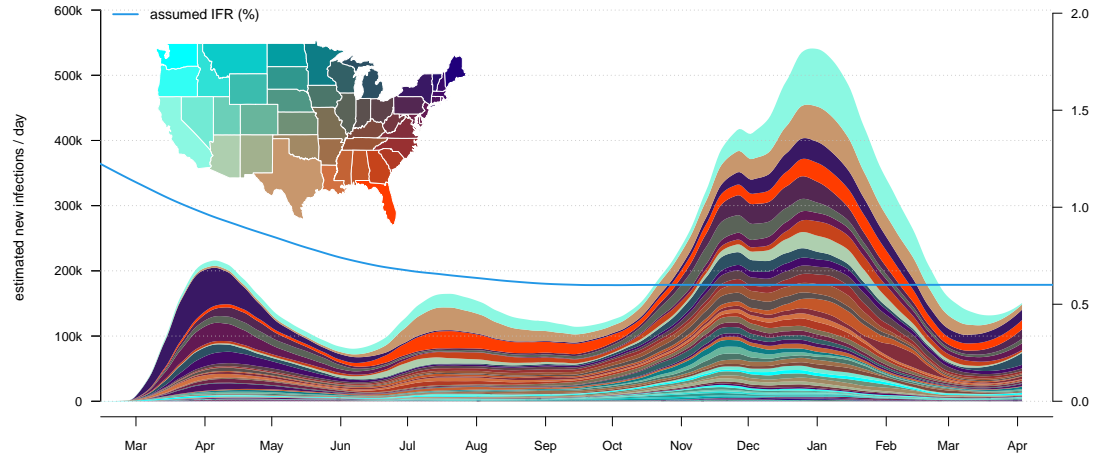 assumed IFR (%)
estimated new infections / day
600k
500k
400k
300k
200k
100k
0
2.0
1.5
1.0
0.5
0.0
Mar Apr May Jun Jul Aug Sep Oct Nov Dec Jan Feb Mar Apr